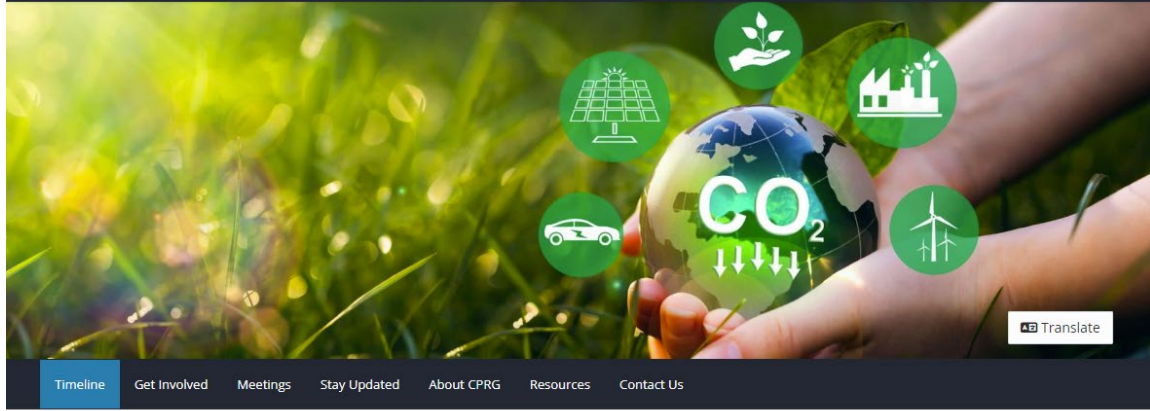 CO2
Translate
Timeline Get Involved Meetings Stay Updated About CPRG Resources Contact Us